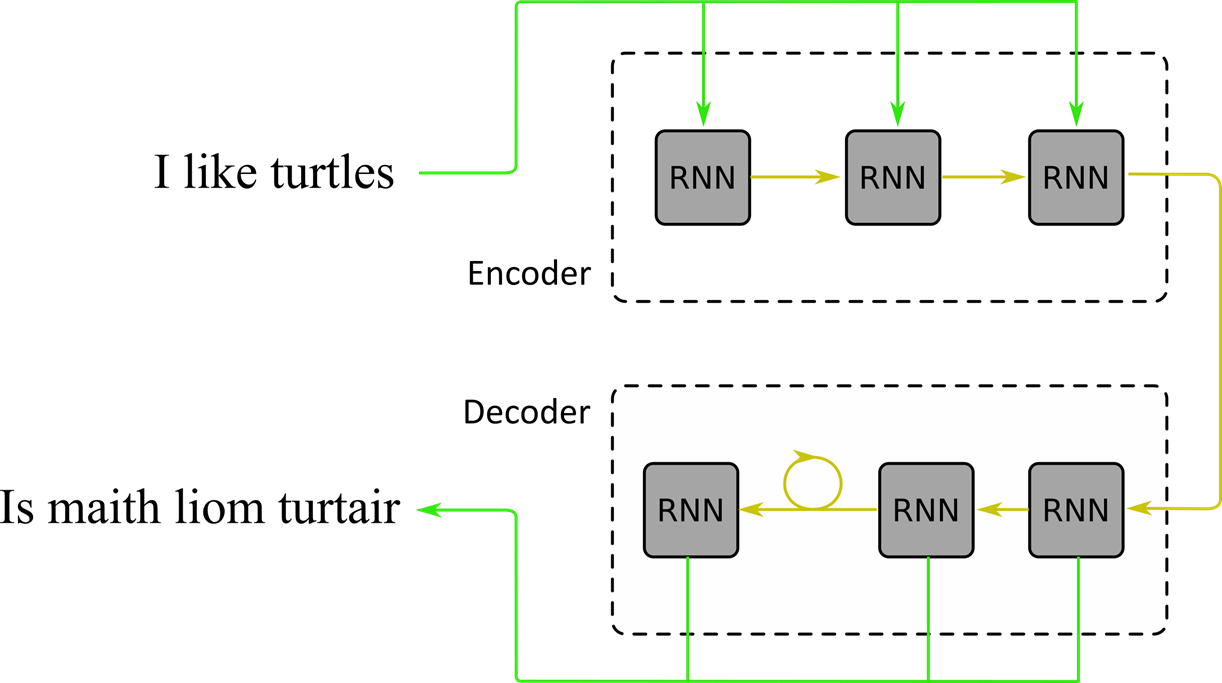 I like turtles
RNN RNN RNN
Encoder
Decoder
Is maith liom turtair
RNN RNN RNN